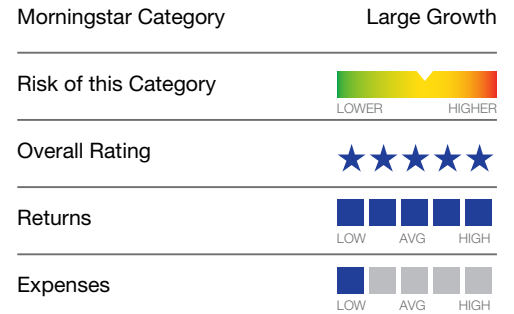 Morningstar Category Large Growth
Risk of this Category
LOWER HIGHER
Overall Rating
Returns
LOW AVG HIGH
Expenses
LOW AVG HIGH